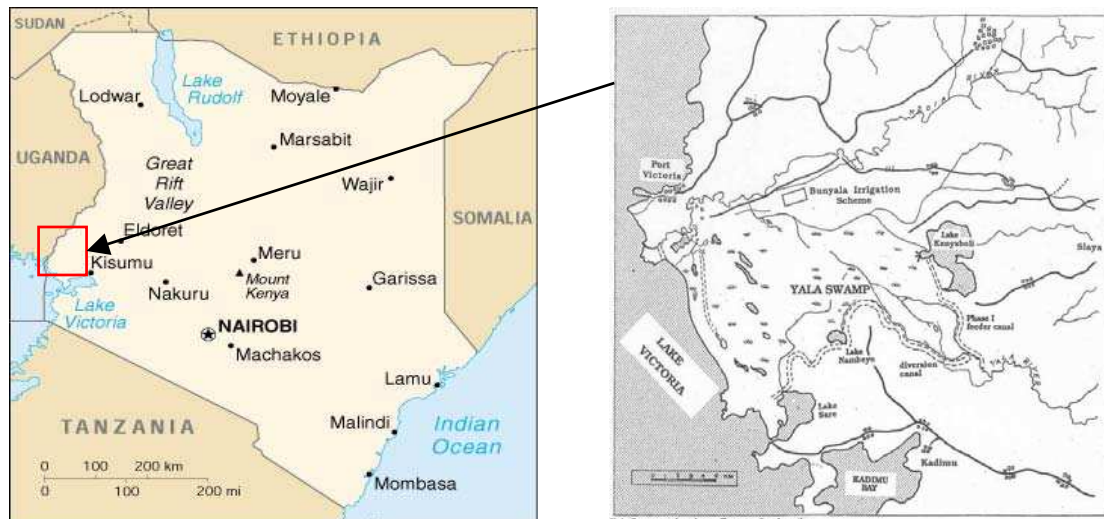 SUDAN
ETHIOPIA
Lake
Rudolf
Lodwar
Moyale
Marsabit
UGANDA
Great
Rift
Valley
Wajir
SOMALIA
Eldoret
Kisumu
Meru
Mount
Kenya
Garissa
Nakuru
Lake
Victoria
NAIROBI
Machakos
Lamu
TANZANIA
Malindi
Indian
Ocean
0 100 200 km
0 100 200 mi
Mombasa
NZOIA
RIVER
Port
Victoria
Bunyala Irrigation
Scheme
Lake
Kanyaboli
YALA SWAMP
Phase I
feeder canal
LAKE
VICTORIA
Lake
Nambeyo
diversion
canal
YALA RIVER
Lake
Sare
Kadimu
KADIMU
BAY